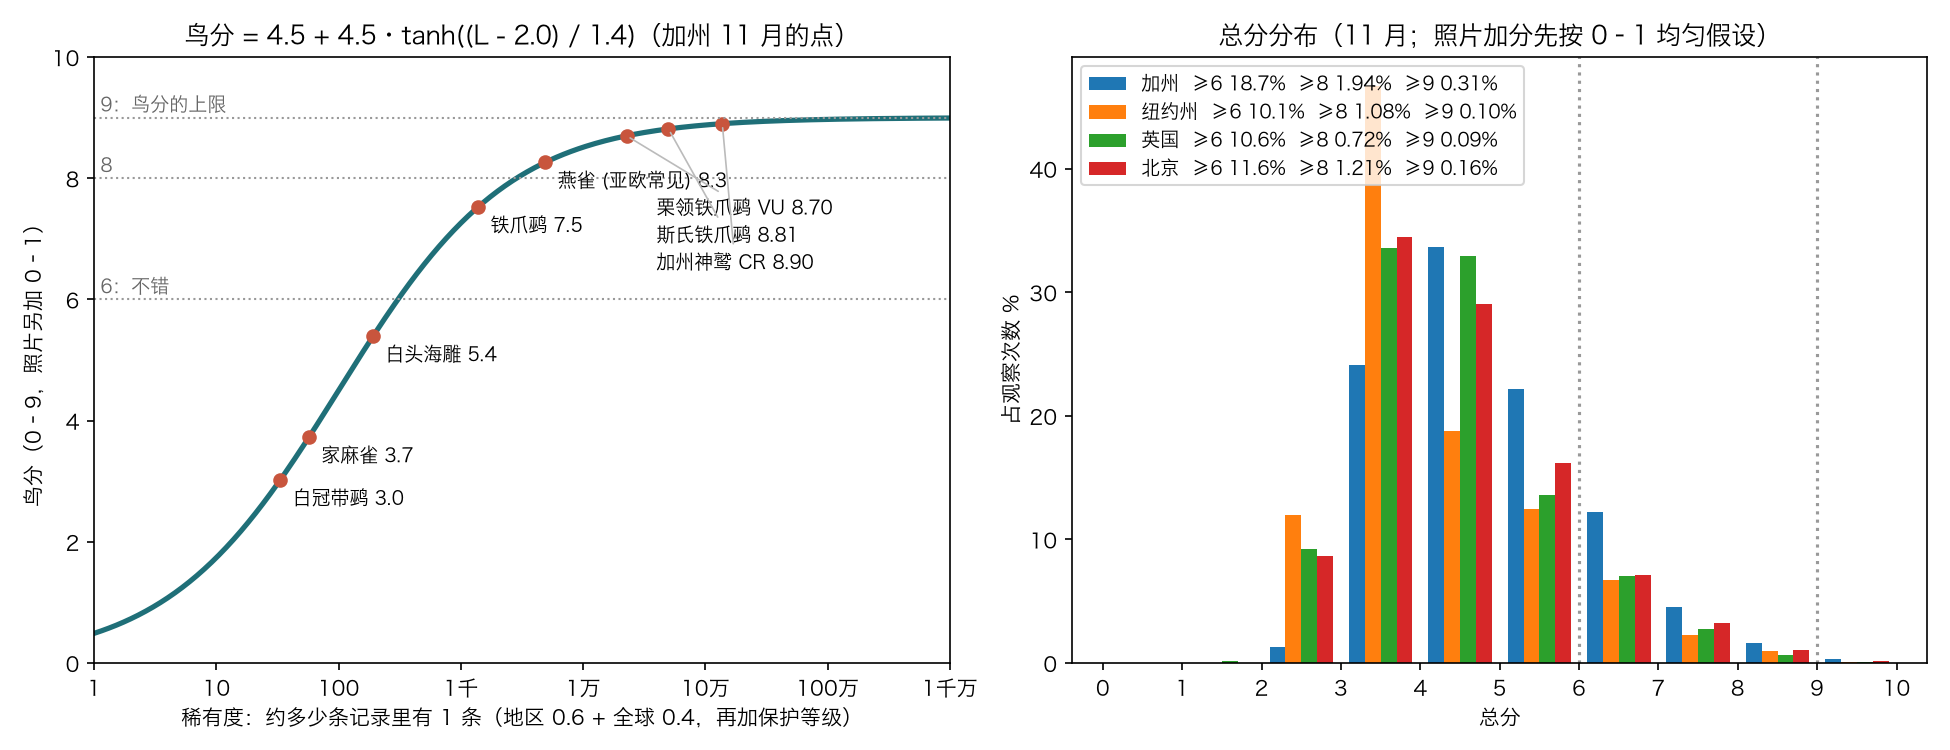 鸟分 = 4.5 + 4.5 · tanh((L - 2.0) / 1.4)（加州 11 月的点）
10
8
6
4
2
0
鸟分（0 - 9，照片另加 0 - 1）
9：鸟分的上限
8
6：不错
燕雀 (亚欧常见) 8.3
栗领铁爪鹀 VU 8.70
铁爪鹀 7.5
斯氏铁爪鹀 8.81
加州神鹫 CR 8.90
白头海雕 5.4
家麻雀 3.7
白冠带鹀 3.0
1
10
100
1千
1万
10万
100万
1千万
稀有度：约多少条记录里有 1 条（地区 0.6 + 全球 0.4，再加保护等级）
总分分布（11 月；照片加分先按 0 - 1 均匀假设）
加州 ≥6 18.7% ≥8 1.94% ≥9 0.31%
纽约州 ≥6 10.1% ≥8 1.08% ≥9 0.10%
英国 ≥6 10.6% ≥8 0.72% ≥9 0.09%
北京 ≥6 11.6% ≥8 1.21% ≥9 0.16%
40
30
20
10
0
占观察次数 %
0
1
2
3
4
5
6
7
8
9
10
总分